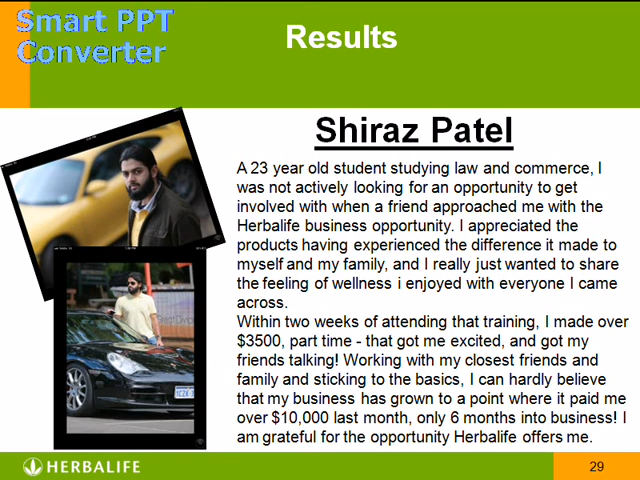 Smart PPT
Converter
Results
Shiraz Patel
A 23 year old student studying law and commerce, I
was not actively looking for an opportunity to get
involved with when a friend approached me with the
Herbalife business opportunity. I appreciated the
products having experienced the difference it made to
myself and my family, and I really just wanted to share
the feeling of wellness i enjoyed with everyone I came
across.
Within two weeks of attending that training, I made over
$3500, part time - that got me excited, and got my
friends talking! Working with my closest friends and
family and sticking to the basics, I can hardly believe
that my business has grown to a point where it paid me
over $10,000 last month, only 6 months into business! I
am grateful for the opportunity Herbalife offers me.
HERBALIFE
29